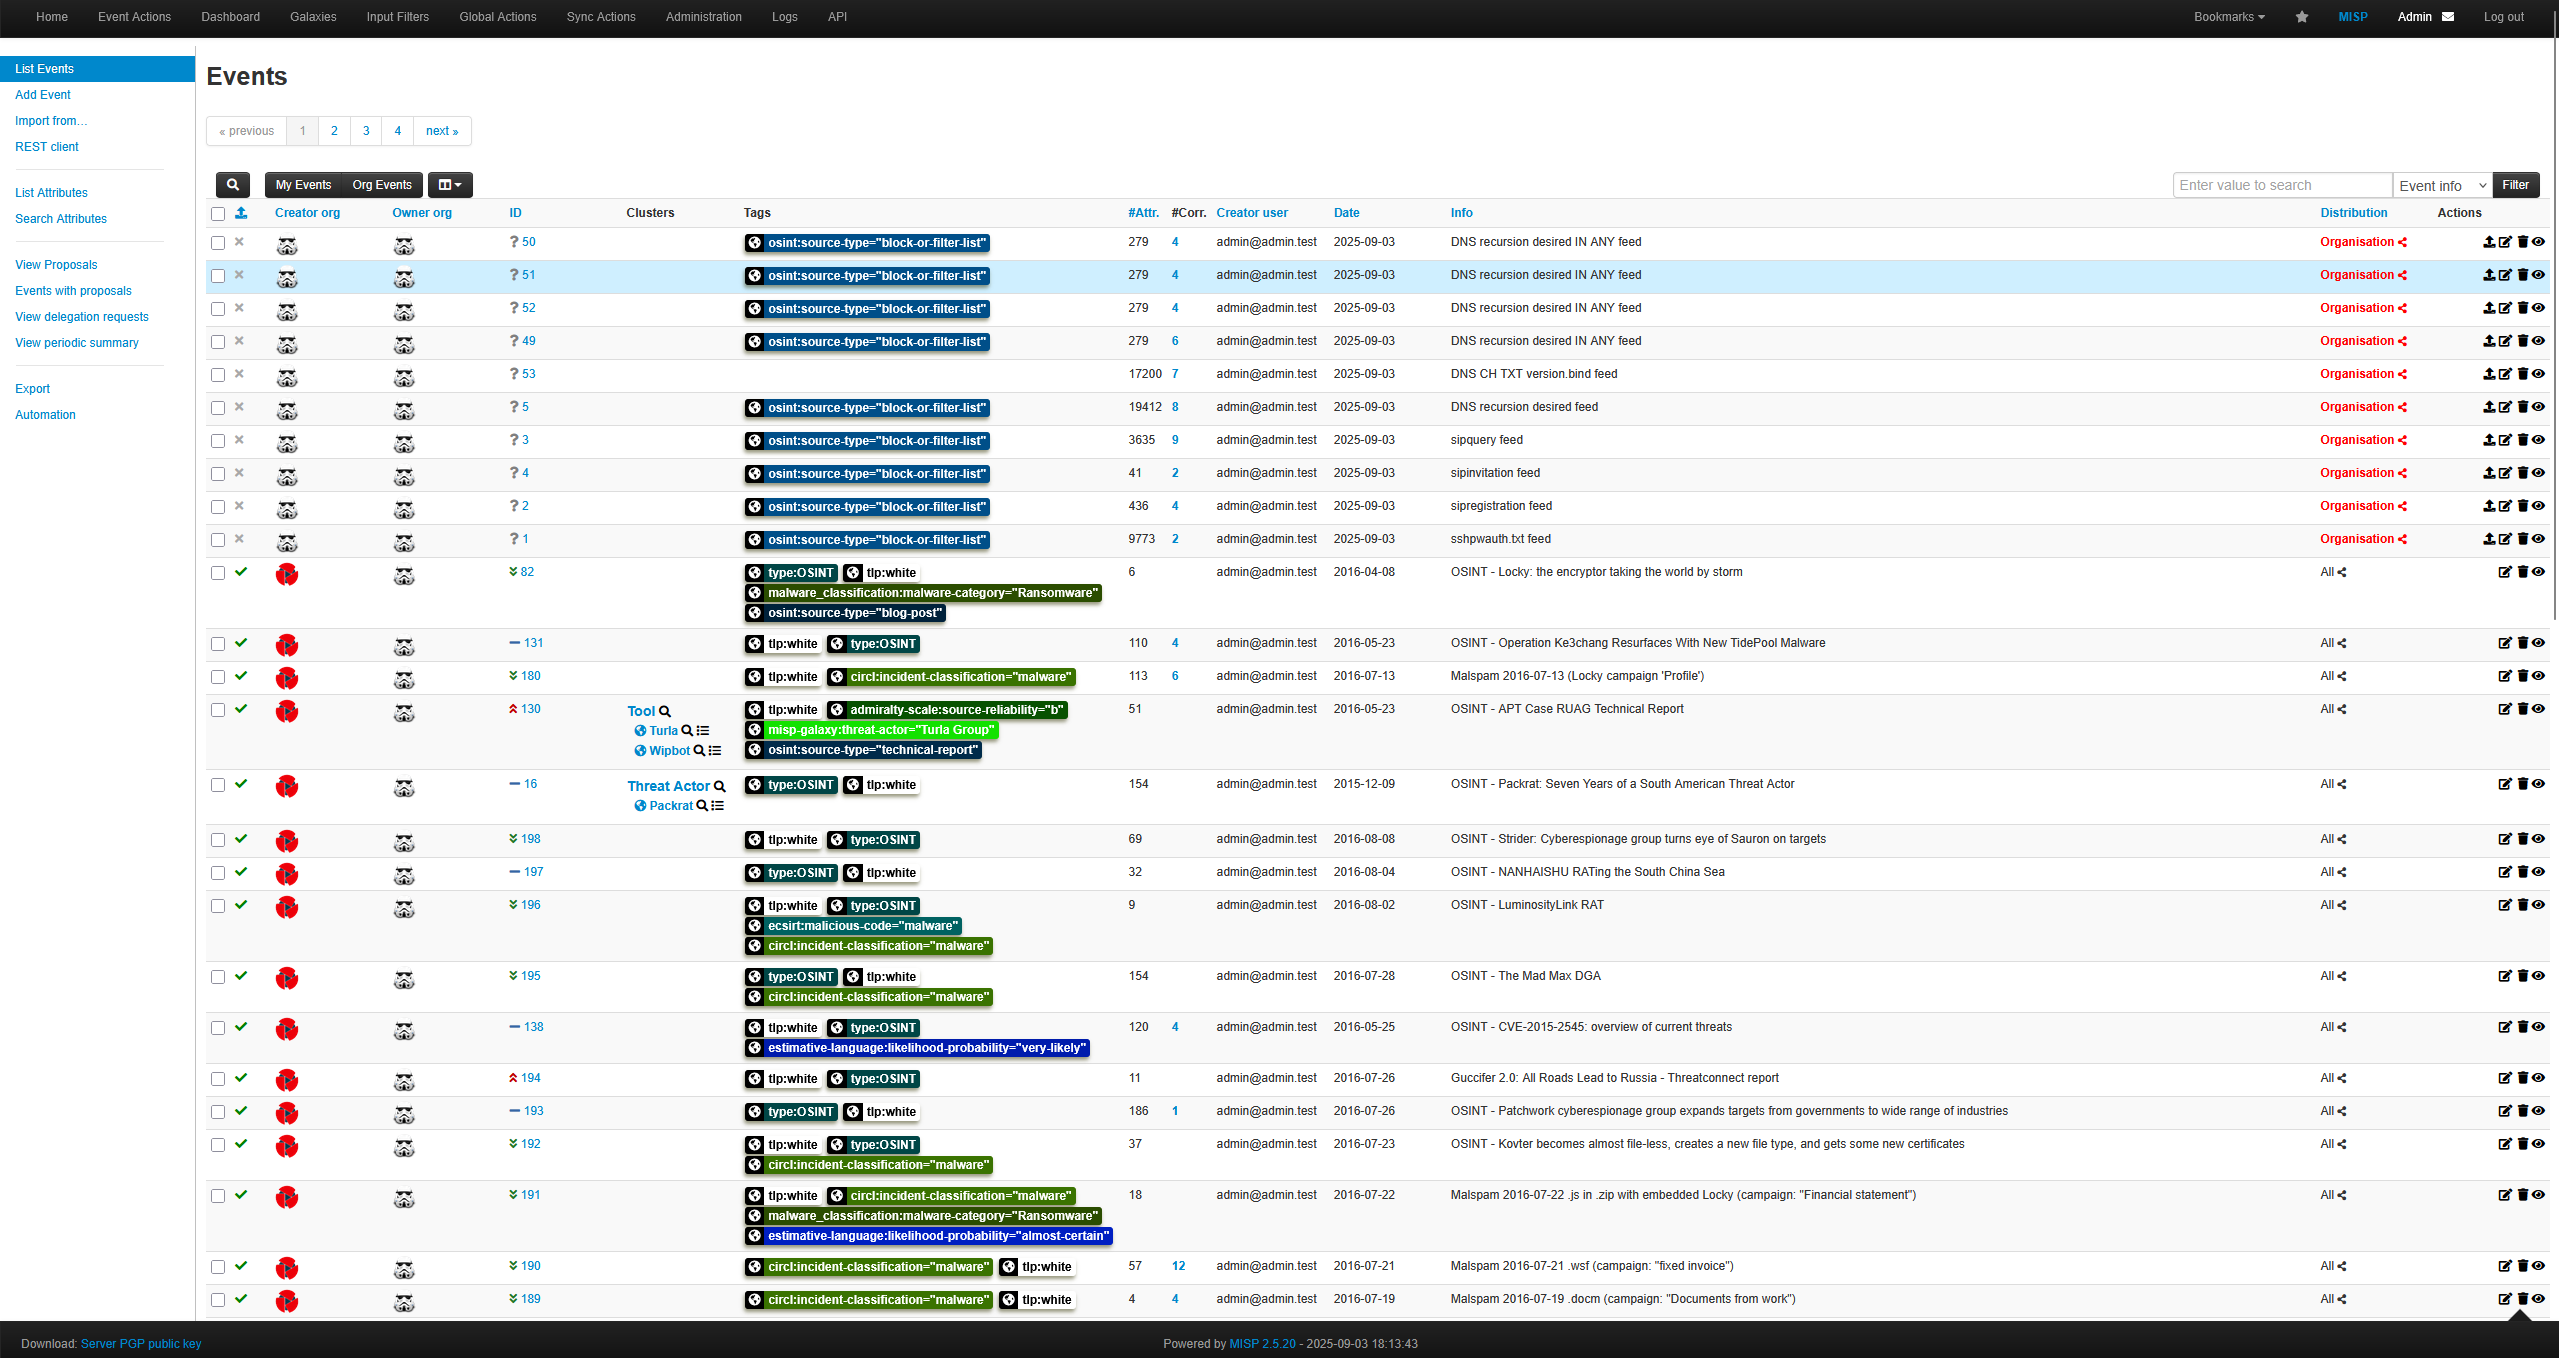 Home Event Actions Dashboard Galaxies Input Filters Global Actions Sync Actions Administration Logs API Bookmarks MISP Admin Log out
List Events
Add Event
Import from…
REST client
List Attributes
Search Attributes
View Proposals
Events with proposals
View delegation requests
View periodic summary
Export
Automation
Events
« previous 1 2 3 4 next »
My Events Org Events Enter value to search Event info Filter
Creator org Owner org ID Clusters Tags #Attr. #Corr. Creator user Date Info Distribution Actions
? 50 osint:source-type="block-or-filter-list" 279 4 admin@admin.test 2025-09-03 DNS recursion desired IN ANY feed Organisation
? 51 osint:source-type="block-or-filter-list" 279 4 admin@admin.test 2025-09-03 DNS recursion desired IN ANY feed Organisation
? 52 osint:source-type="block-or-filter-list" 279 4 admin@admin.test 2025-09-03 DNS recursion desired IN ANY feed Organisation
? 49 osint:source-type="block-or-filter-list" 279 6 admin@admin.test 2025-09-03 DNS recursion desired IN ANY feed Organisation
? 53 17200 7 admin@admin.test 2025-09-03 DNS CH TXT version.bind feed Organisation
? 5 osint:source-type="block-or-filter-list" 19412 8 admin@admin.test 2025-09-03 DNS recursion desired feed Organisation
? 3 osint:source-type="block-or-filter-list" 3635 9 admin@admin.test 2025-09-03 sipquery feed Organisation
? 4 osint:source-type="block-or-filter-list" 41 2 admin@admin.test 2025-09-03 sipinvitation feed Organisation
? 2 osint:source-type="block-or-filter-list" 436 4 admin@admin.test 2025-09-03 sipregistration feed Organisation
? 1 osint:source-type="block-or-filter-list" 9773 2 admin@admin.test 2025-09-03 sshpwauth.txt feed Organisation
82 type:OSINT tlp:white 6 admin@admin.test 2016-04-08 OSINT - Locky: the encryptor taking the world by storm All
malware_classification:malware-category="Ransomware"
osint:source-type="blog-post"
131 tlp:white type:OSINT 110 4 admin@admin.test 2016-05-23 OSINT - Operation Ke3chang Resurfaces With New TidePool Malware All
180 tlp:white circl:incident-classification="malware" 113 6 admin@admin.test 2016-07-13 Malspam 2016-07-13 (Locky campaign 'Profile') All
130 Tool tlp:white admiralty-scale:source-reliability="b" 51 admin@admin.test 2016-05-23 OSINT - APT Case RUAG Technical Report All
Turla misp-galaxy:threat-actor="Turla Group"
Wipbot osint:source-type="technical-report"
16 Threat Actor type:OSINT tlp:white 154 admin@admin.test 2015-12-09 OSINT - Packrat: Seven Years of a South American Threat Actor All
Packrat
198 tlp:white type:OSINT 69 admin@admin.test 2016-08-08 OSINT - Strider: Cyberespionage group turns eye of Sauron on targets All
197 type:OSINT tlp:white 32 admin@admin.test 2016-08-04 OSINT - NANHAISHU RATing the South China Sea All
196 tlp:white type:OSINT 9 admin@admin.test 2016-08-02 OSINT - LuminosityLink RAT All
ecsirt:malicious-code="malware"
circl:incident-classification="malware"
195 type:OSINT tlp:white 154 admin@admin.test 2016-07-28 OSINT - The Mad Max DGA All
circl:incident-classification="malware"
138 tlp:white type:OSINT 120 4 admin@admin.test 2016-05-25 OSINT - CVE-2015-2545: overview of current threats All
estimative-language:likelihood-probability="very-likely"
194 tlp:white type:OSINT 11 admin@admin.test 2016-07-26 Guccifer 2.0: All Roads Lead to Russia - Threatconnect report All
193 type:OSINT tlp:white 186 1 admin@admin.test 2016-07-26 OSINT - Patchwork cyberespionage group expands targets from governments to wide range of industries All
192 tlp:white type:OSINT 37 admin@admin.test 2016-07-23 OSINT - Kovter becomes almost file-less, creates a new file type, and gets some new certificates All
circl:incident-classification="malware"
191 tlp:white circl:incident-classification="malware" 18 admin@admin.test 2016-07-22 Malspam 2016-07-22 .js in .zip with embedded Locky (campaign: "Financial statement") All
malware_classification:malware-category="Ransomware"
estimative-language:likelihood-probability="almost-certain"
190 circl:incident-classification="malware" tlp:white 57 12 admin@admin.test 2016-07-21 Malspam 2016-07-21 .wsf (campaign: "fixed invoice") All
189 circl:incident-classification="malware" tlp:white 4 4 admin@admin.test 2016-07-19 Malspam 2016-07-19 .docm (campaign: "Documents from work") All
Download: Server PGP public key Powered by MISP 2.5.20 - 2025-09-03 18:13:43